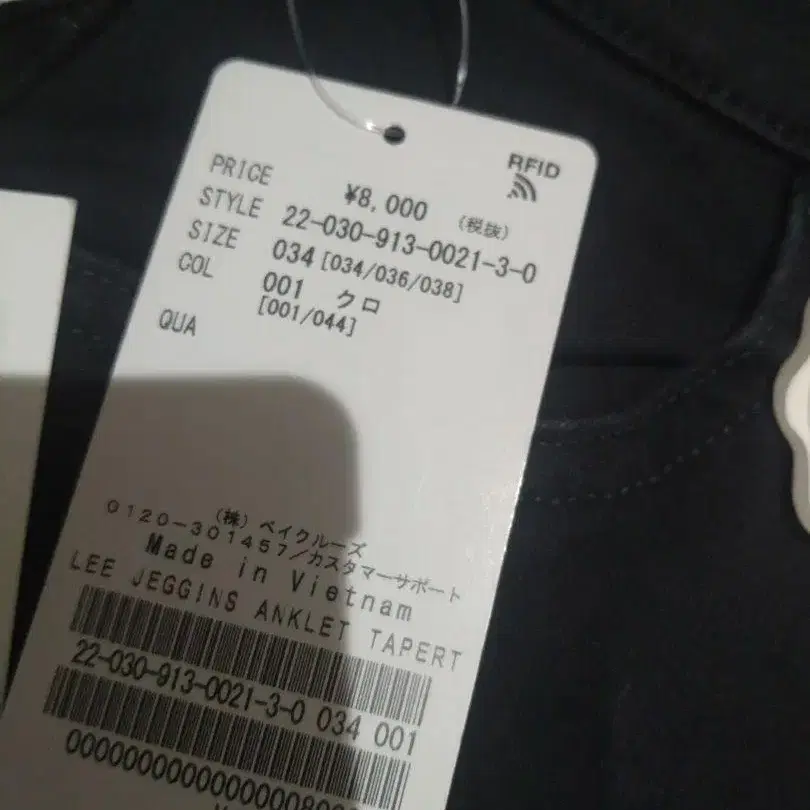 RFID
PRICE ¥8,000 (税抜)
STYLE 22-030-913-0021-3-0
SIZE 034 [034/036/038]
COL 001 クロ
[001/044]
QUA
(株) ベイクルーズ
0120-301457/カスタマーサポート
Made in Vietnam
LEE JEGGINS ANKLET TAPERT
22-030-913-0021-3-0 034 001